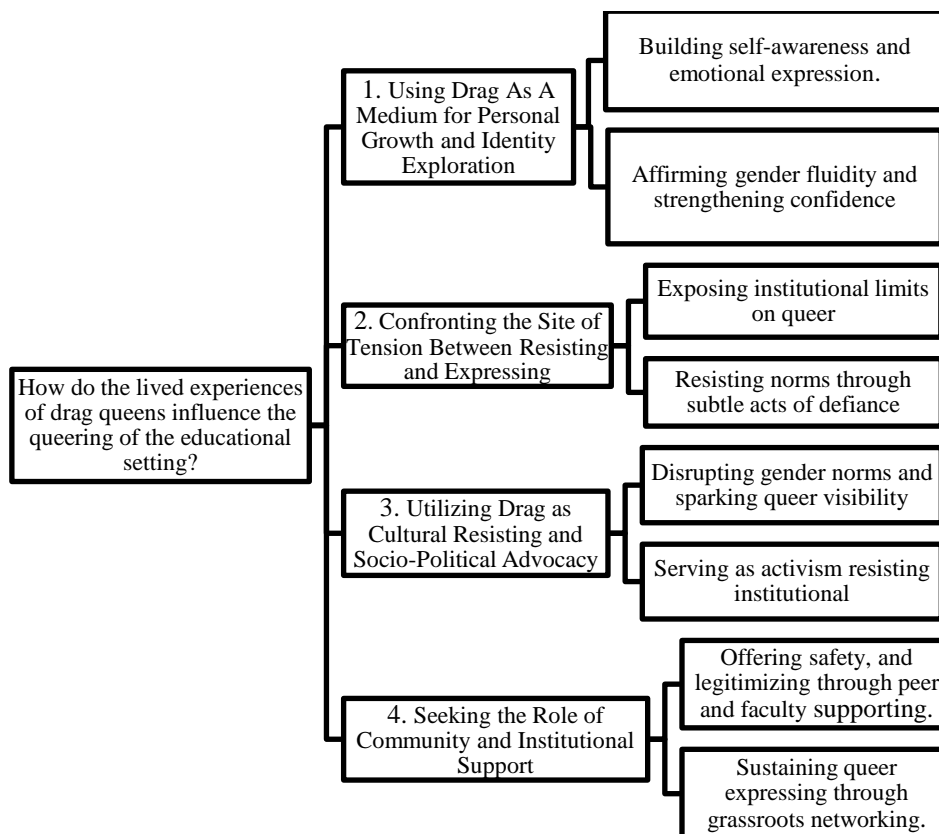 How do the lived experiences
of drag queens influence the
queering of the educational
setting?
1. Using Drag As A
Medium for Personal
Growth and Identity
Exploration
Building self-awareness and
emotional expression.
Affirming gender fluidity and
strengthening confidence
2. Confronting the Site of
Tension Between Resisting
and Expressing
Exposing institutional limits
on queer
Resisting norms through
subtle acts of defiance
3. Utilizing Drag as
Cultural Resisting and
Socio-Political Advocacy
Disrupting gender norms and
sparking queer visibility
Serving as activism resisting
institutional
4. Seeking the Role of
Community and Institutional
Support
Offering safety, and
legitimizing through peer
and faculty supporting.
Sustaining queer
expressing through
grassroots networking.